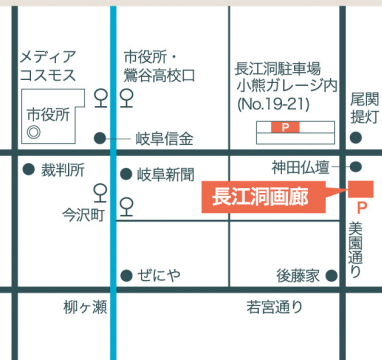 メディア
コスモス
市役所・
鶯谷高校口
長江洞駐車場
小熊ガレージ内
(No.19-21)
市役所
P
尾関
提灯
岐阜信金
裁判所
岐阜新聞
神田仏壇
長江洞画廊
P
今沢町
美園通り
ぜにや
後藤家
柳ヶ瀬
若宮通り